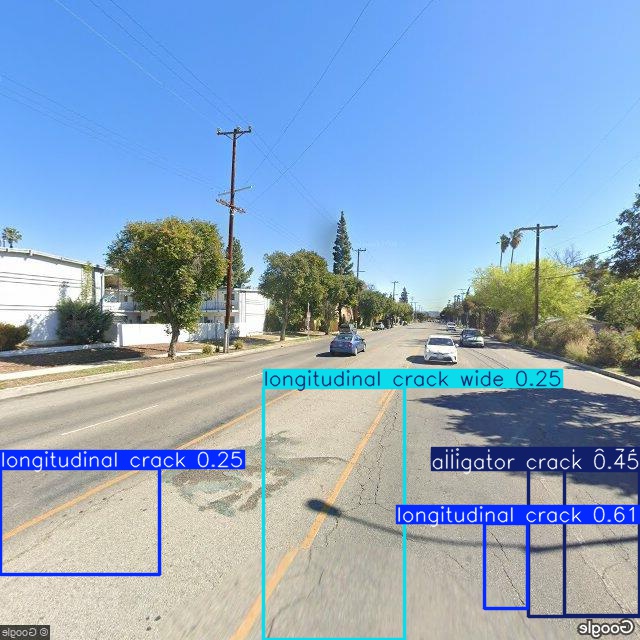 longitudinal crack wide 0.25
longitudinal crack 0.25
alligator crack 0.45
longitudinal crack 0.61
© Google
Google